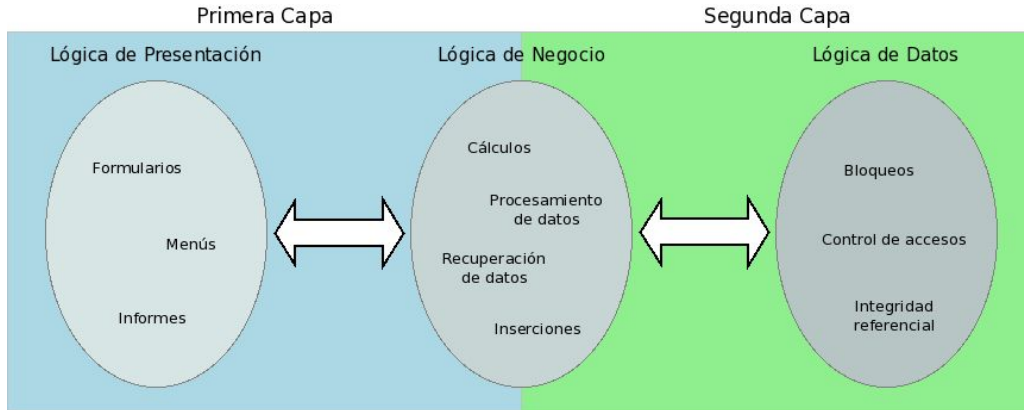 Primera Capa
Segunda Capa
Lógica de Presentación
Lógica de Negocio
Lógica de Datos
Formularios
Menús
Informes
Cálculos
Procesamiento
de datos
Recuperación
de datos
Inserciones
Bloqueos
Control de accesos
Integridad
referencial